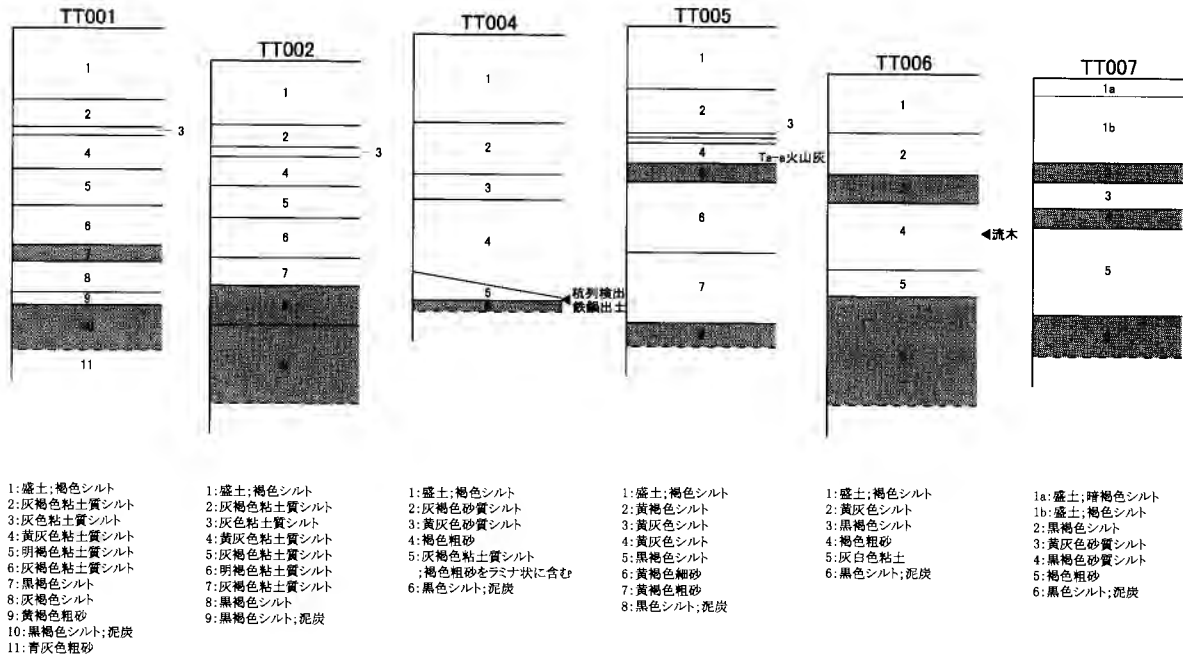 TT001
1
2
3
4
5
6
7
8
9
10
11
TT002
1
2
3
4
5
6
7
8
9
TT004
1
2
3
4
5
杭列検出
鉄鍋出土
6
TT005
1
2
3
4
Ta-a火山灰
5
6
7
8
TT006
1
2
3
4
流木
5
6
TT007
1a
1b
2
3
4
5
6
1:盛土;褐色シルト
2:灰褐色粘土質シルト
3:灰色粘土質シルト
4:黄灰色粘土質シルト
5:明褐色粘土質シルト
6:灰褐色粘土質シルト
7:黒褐色シルト
8:灰褐色シルト
9:黄褐色粗砂
10:黒褐色シルト;泥炭
11:青灰色粗砂
1:盛土;褐色シルト
2:灰褐色粘土質シルト
3:灰色粘土質シルト
4:黄灰色粘土質シルト
5:灰褐色粘土質シルト
6:明褐色粘土質シルト
7:灰褐色粘土質シルト
8:黒褐色シルト
9:黒褐色シルト;泥炭
1:盛土;褐色シルト
2:灰褐色砂質シルト
3:黄灰色砂質シルト
4:褐色粗砂
5:灰褐色粘土質シルト
;褐色粗砂をラミナ状に含む
6:黒色シルト;泥炭
1:盛土;褐色シルト
2:黄褐色シルト
3:黄灰色シルト
4:黄灰色シルト
5:黒褐色シルト
6:黄褐色細砂
7:黄褐色粗砂
8:黒色シルト;泥炭
1:盛土;褐色シルト
2:黄灰色シルト
3:黒褐色シルト
4:褐色粗砂
5:灰白色粘土
6:黒色シルト;泥炭
1a:盛土;暗褐色シルト
1b:盛土;褐色シルト
2:黒褐色シルト
3:黄灰色砂質シルト
4:黒褐色砂質シルト
5:褐色粗砂
6:黒色シルト;泥炭